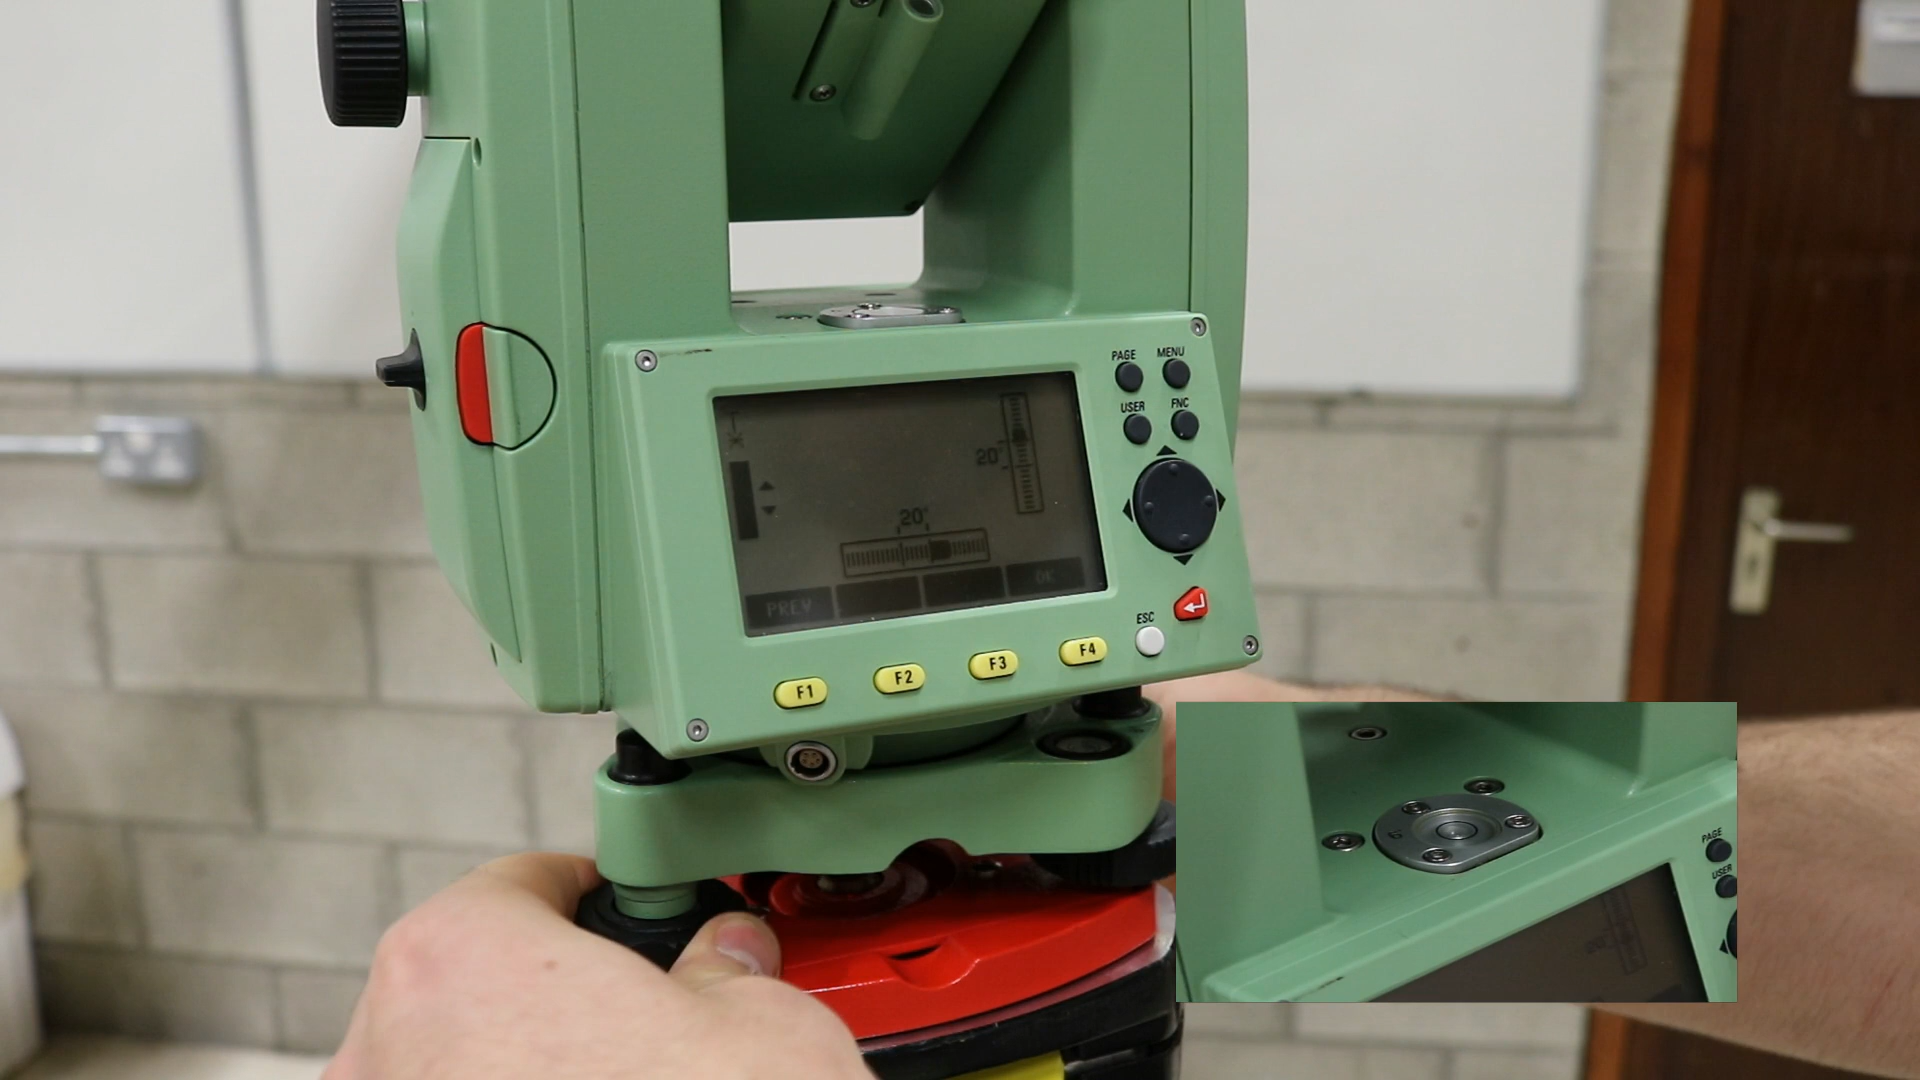 PAGE MENU
USER FNC
20"
20"
PREV OK
ESC
F1 F2 F3 F4
PAGE
USER